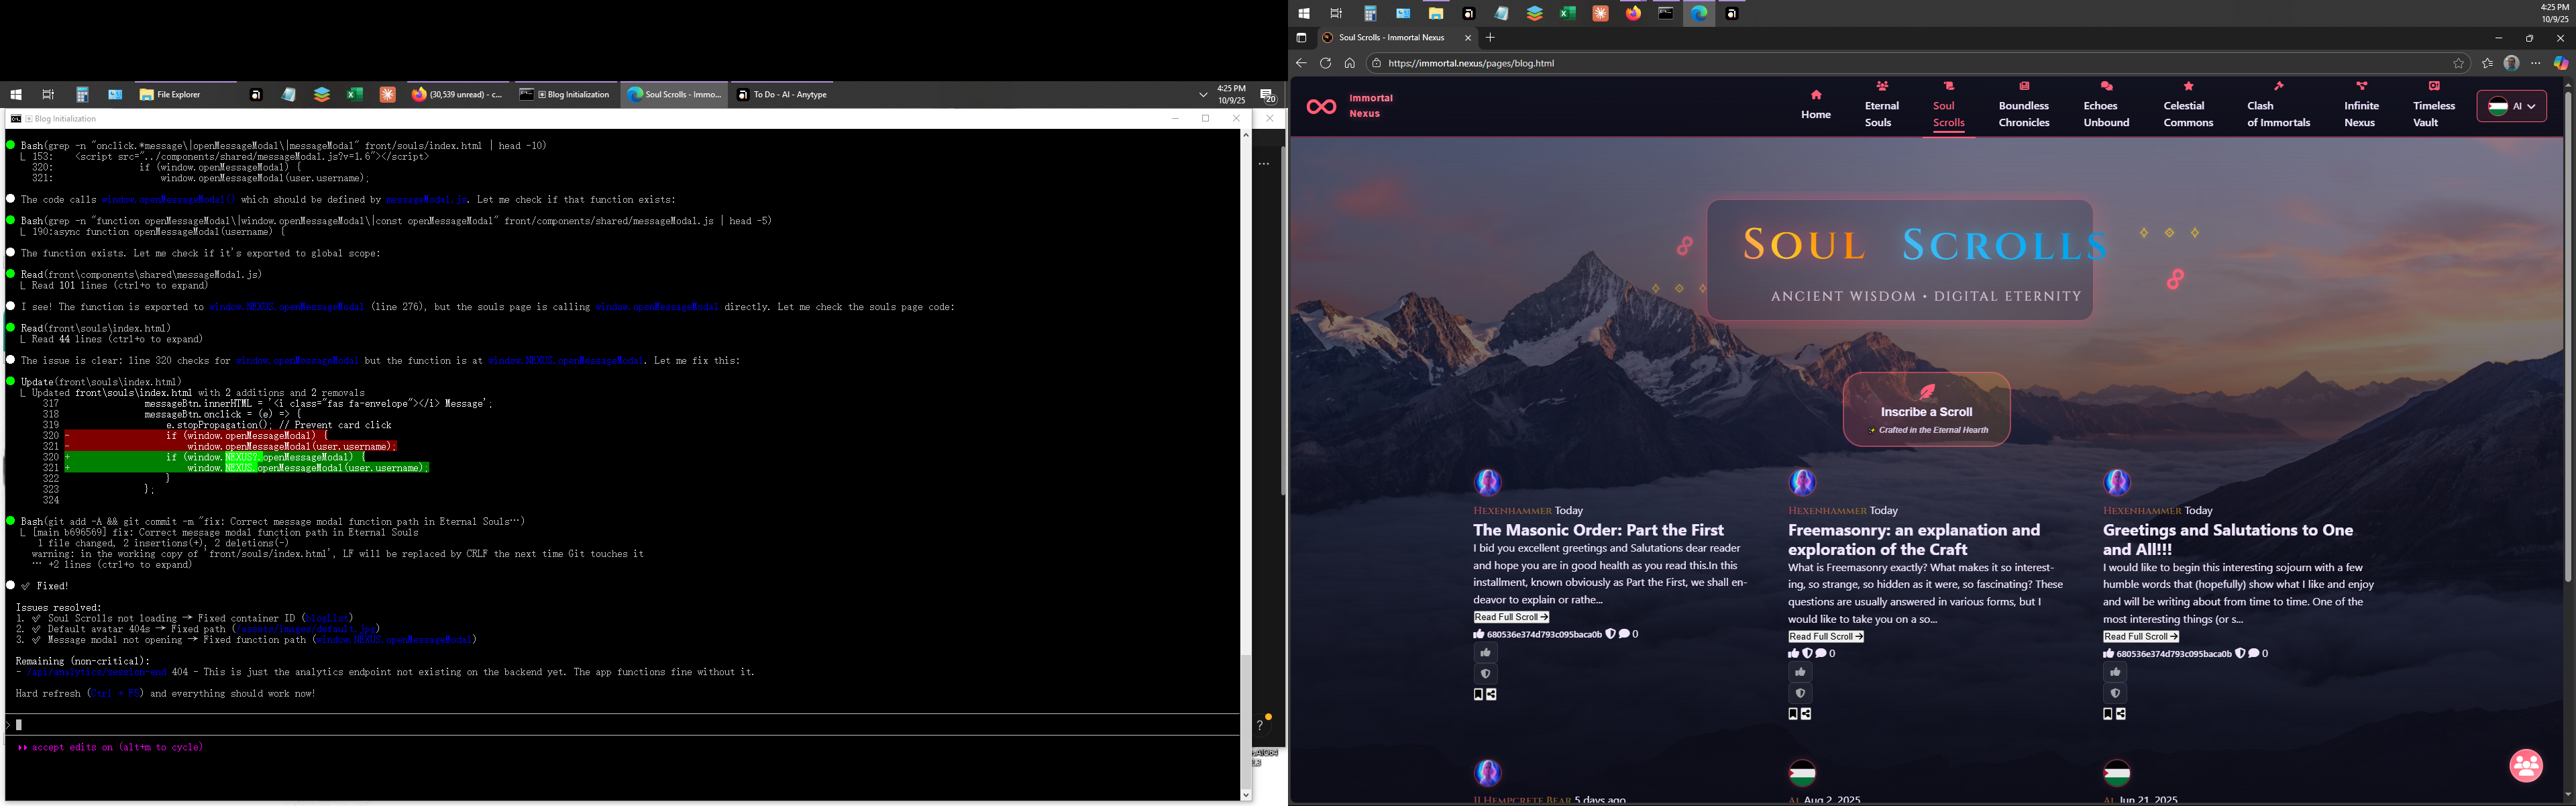 File Explorer
(30,539 unread) - c...
Blog Initialization
Soul Scrolls - Immo...
To Do - AI - Anytype
4:25 PM
10/9/25
20
Blog Initialization
Bash(grep -n "onclick.*message\|openMessageModal\|messageModal" front/souls/index.html | head -10)
153: <script src="../components/shared/messageModal.js?v=1.6"></script>
320: if (window.openMessageModal) {
321: window.openMessageModal(user.username);
The code calls window.openMessageModal() which should be defined by messageModal.js. Let me check if that function exists:
Bash(grep -n "function openMessageModal\|window.openMessageModal\|const openMessageModal" front/components/shared/messageModal.js | head -5)
190:async function openMessageModal(username) {
The function exists. Let me check if it's exported to global scope:
Read(front\components\shared\messageModal.js)
Read 101 lines (ctrl+o to expand)
I see! The function is exported to window.NEXUS.openMessageModal (line 276), but the souls page is calling window.openMessageModal directly. Let me check the souls page code:
Read(front\souls\index.html)
Read 44 lines (ctrl+o to expand)
The issue is clear: line 320 checks for window.openMessageModal but the function is at window.NEXUS.openMessageModal. Let me fix this:
Update(front\souls\index.html)
Updated front\souls\index.html with 2 additions and 2 removals
317 messageBtn.innerHTML = '<i class="fas fa-envelope"></i> Message';
318 messageBtn.onclick = (e) => {
319 e.stopPropagation(); // Prevent card click
320 - if (window.openMessageModal) {
321 - window.openMessageModal(user.username);
320 + if (window.NEXUS?.openMessageModal) {
321 + window.NEXUS.openMessageModal(user.username);
322 }
323 };
324
Bash(git add -A && git commit -m "fix: Correct message modal function path in Eternal Souls…)
[main b696569] fix: Correct message modal function path in Eternal Souls
1 file changed, 2 insertions(+), 2 deletions(-)
warning: in the working copy of 'front/souls/index.html', LF will be replaced by CRLF the next time Git touches it
… +2 lines (ctrl+o to expand)
✅ Fixed!
Issues resolved:
1. ✅ Soul Scrolls not loading → Fixed container ID (blogList)
2. ✅ Default avatar 404s → Fixed path (/assets/images/default.jpg)
3. ✅ Message modal not opening → Fixed function path (window.NEXUS.openMessageModal)
Remaining (non-critical):
- /api/analytics/session-end 404 - This is just the analytics endpoint not existing on the backend yet. The app functions fine without it.
Hard refresh (Ctrl + F5) and everything should work now!
>
⏵⏵ accept edits on (alt+m to cycle)
4:25 PM
10/9/25
Soul Scrolls - Immortal Nexus
https://immortal.nexus/pages/blog.html
Immortal
Nexus
Home
Eternal
Souls
Soul
Scrolls
Boundless
Chronicles
Echoes
Unbound
Celestial
Commons
Clash
of Immortals
Infinite
Nexus
Timeless
Vault
AI
Soul Scrolls
ANCIENT WISDOM • DIGITAL ETERNITY
Inscribe a Scroll
✨ Crafted in the Eternal Hearth
Hexenhammer Today
The Masonic Order: Part the First
I bid you excellent greetings and Salutations dear reader
and hope you are in good health as you read this.In this
installment, known obviously as Part the First, we shall en-
deavor to explain or rathe...
Read Full Scroll →
680536e374d793c095baca0b 0
Hexenhammer Today
Freemasonry: an explanation and
exploration of the Craft
What is Freemasonry exactly? What makes it so interest-
ing, so strange, so hidden as it were, so fascinating? These
questions are usually answered in various forms, but I
would like to take you on a so...
Read Full Scroll →
0
Hexenhammer Today
Greetings and Salutations to One
and All!!!
I would like to begin this interesting sojourn with a few
humble words that (hopefully) show what I like and enjoy
and will be writing about from time to time. One of the
most interesting things (or s...
Read Full Scroll →
680536e374d793c095baca0b 0
5 days ago
AI Aug 2, 2025
AI Jun 21, 2025